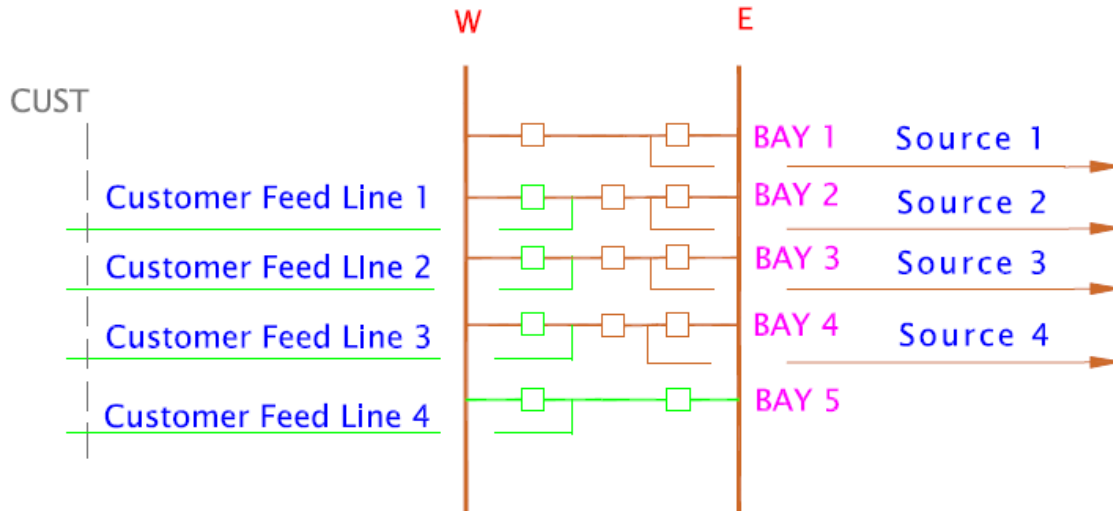 W
E
CUST
BAY 1
Source 1
Customer Feed Line 1
BAY 2
Source 2
Customer Feed LIne 2
BAY 3
Source 3
Customer Feed Line 3
BAY 4
Source 4
Customer Feed Line 4
BAY 5